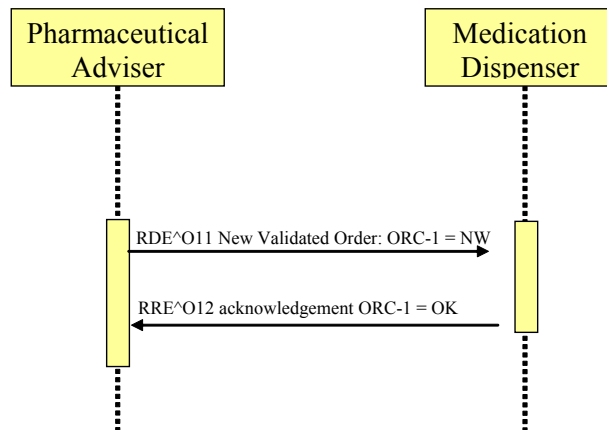 Pharmaceutical
Adviser
Medication
Dispenser
RDE^O11 New Validated Order: ORC-1 = NW
RRE^O12 acknowledgement ORC-1 = OK